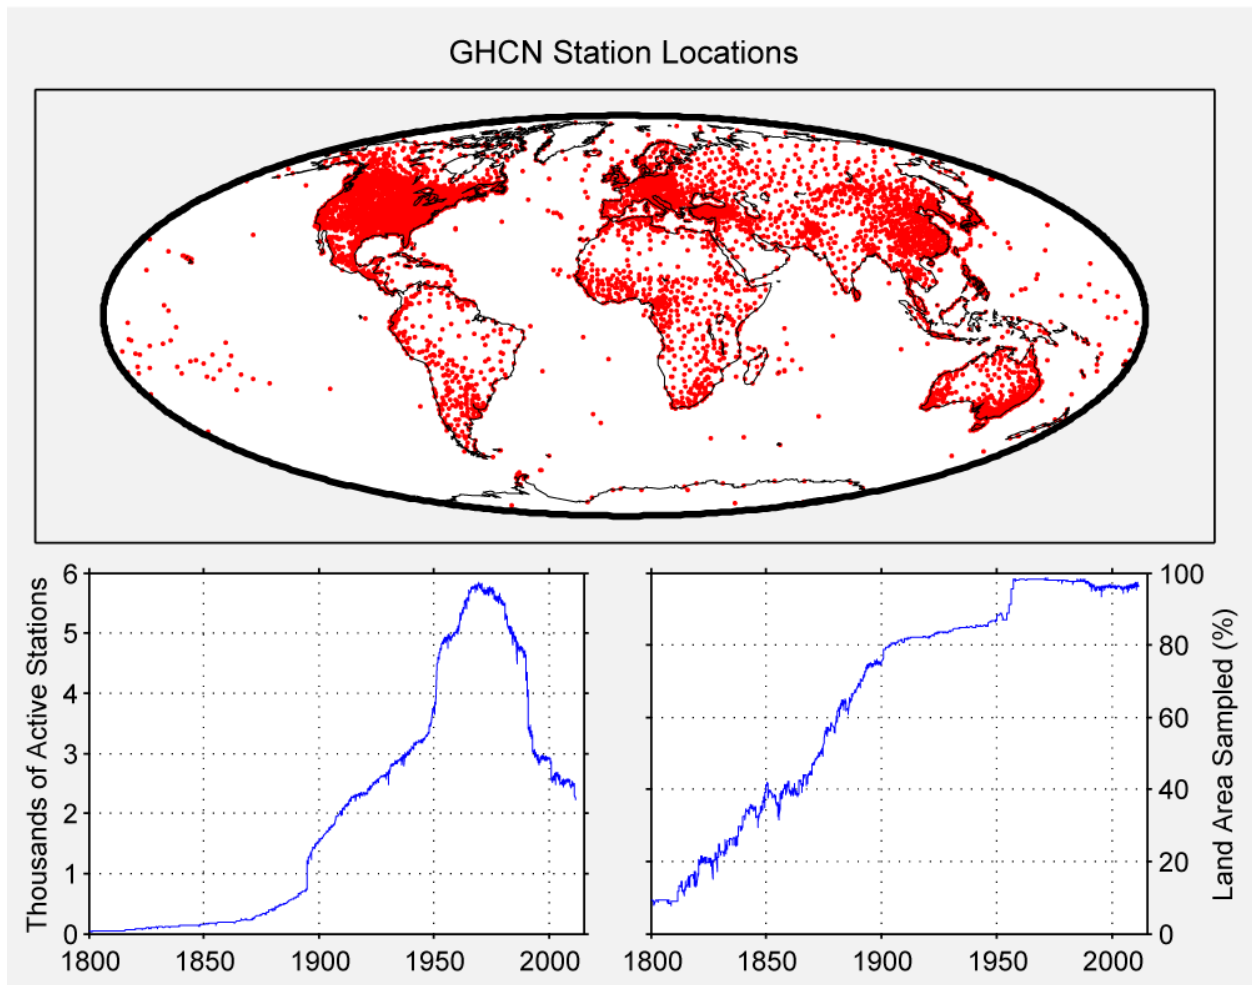 GHCN Station Locations
Thousands of Active Stations
6
5
4
3
2
1
0
1800 1850 1900 1950 2000
Land Area Sampled (%)
100
80
60
40
20
0
1800 1850 1900 1950 2000